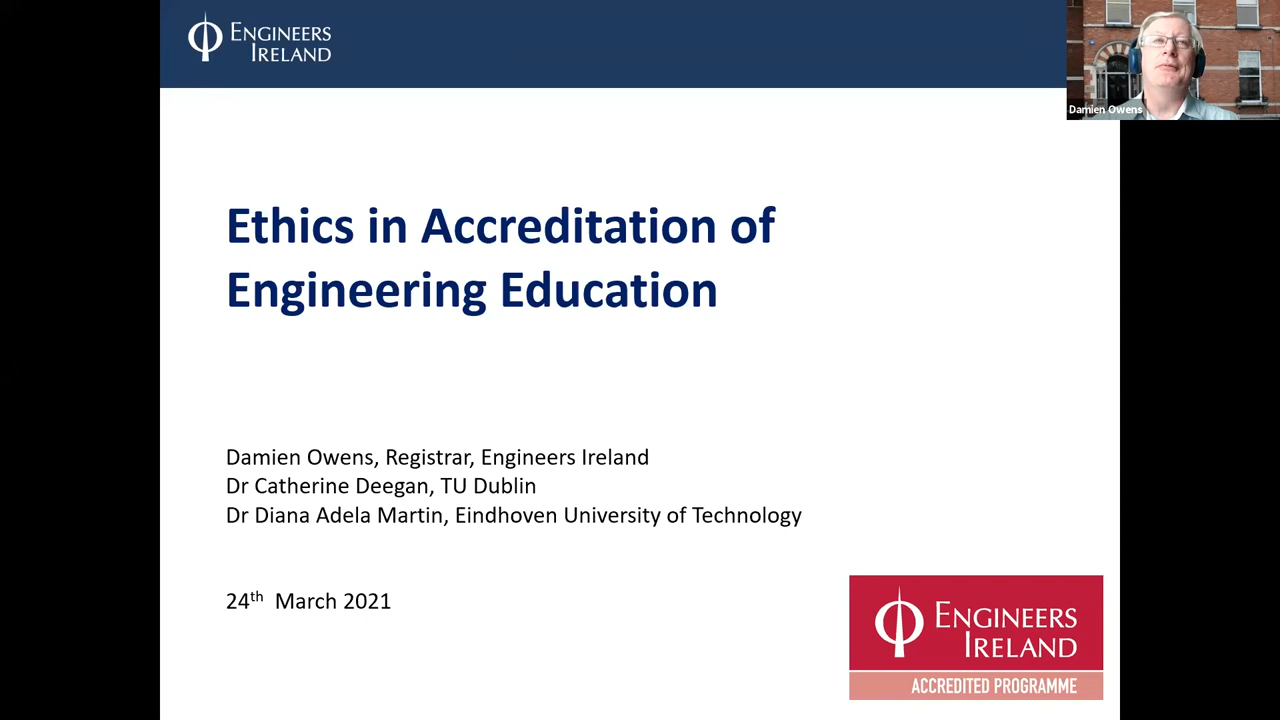 ENGINEERS
IRELAND
Damien Owens
Ethics in Accreditation of
Engineering Education
Damien Owens, Registrar, Engineers Ireland
Dr Catherine Deegan, TU Dublin
Dr Diana Adela Martin, Eindhoven University of Technology
24th March 2021
ENGINEERS
IRELAND
ACCREDITED PROGRAMME